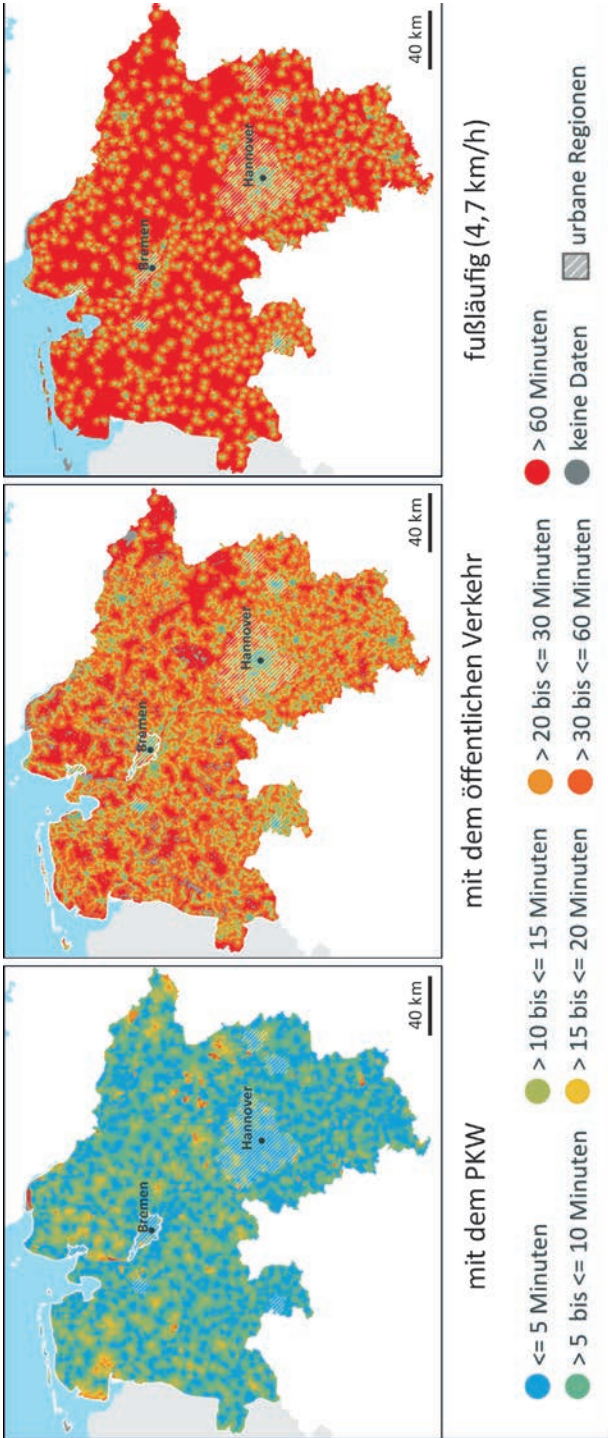 Bremen
Hannover
40 km
mit dem PKW
Bremen
Hannover
40 km
mit dem öffentlichen Verkehr
Bremen
Hannover
40 km
fußläufig (4,7 km/h)
<= 5 Minuten
> 10 bis <= 15 Minuten
> 20 bis <= 30 Minuten
> 60 Minuten
> 5 bis <= 10 Minuten
> 15 bis <= 20 Minuten
> 30 bis <= 60 Minuten
keine Daten
urbane Regionen